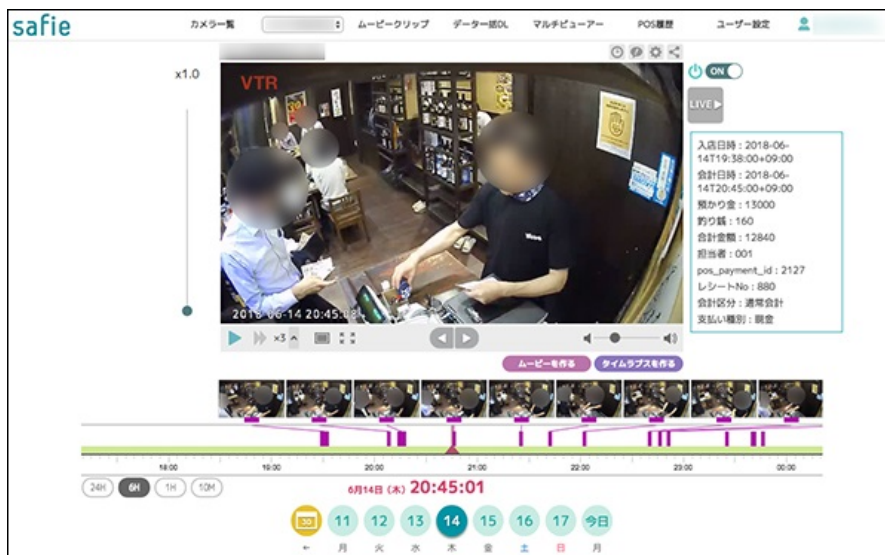 safie
カメラ一覧
ムービークリップ
データ一括DL
マルチビューアー
POS履歴
ユーザー設定
x1.0
VTR
ON
LIVE
入店日時 : 2018-06-
14T19:38:00+09:00
会計日時 : 2018-06-
14T20:45:00+09:00
預かり金 : 13000
釣り銭 : 160
合計金額 : 12840
担当者 : 001
pos_payment_id : 2127
レシートNo : 880
会計区分 : 通常会計
支払い種別 : 現金
2018-06-14 20:45:08
x3
ムービーを作る
タイムラプスを作る
18:00 19:00 20:00 21:00 22:00 23:00 00:00
24H 6H 1H 10M
6月14日 (木) 20:45:01
30 11 12 13 14 15 16 17 今日
← 月 火 水 木 金 土 日 月